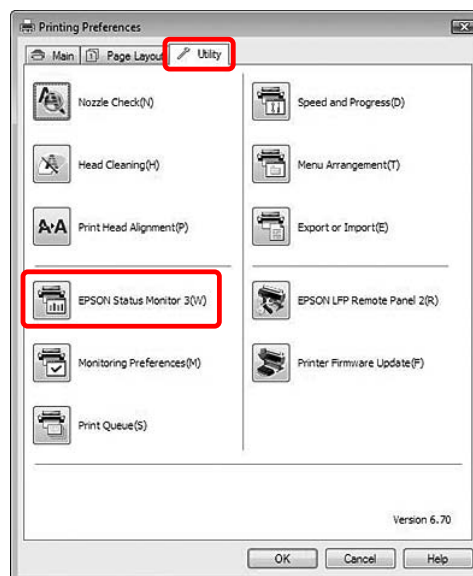 Printing Preferences
Main
Page Layout
Utility
Nozzle Check(N)
Speed and Progress(D)
Head Cleaning(H)
Menu Arrangement(T)
Print Head Alignment(P)
Export or Import(E)
EPSON Status Monitor 3(W)
EPSON LFP Remote Panel 2(R)
Monitoring Preferences(M)
Printer Firmware Update(F)
Print Queue(S)
Version 6.70
OK
Cancel
Help